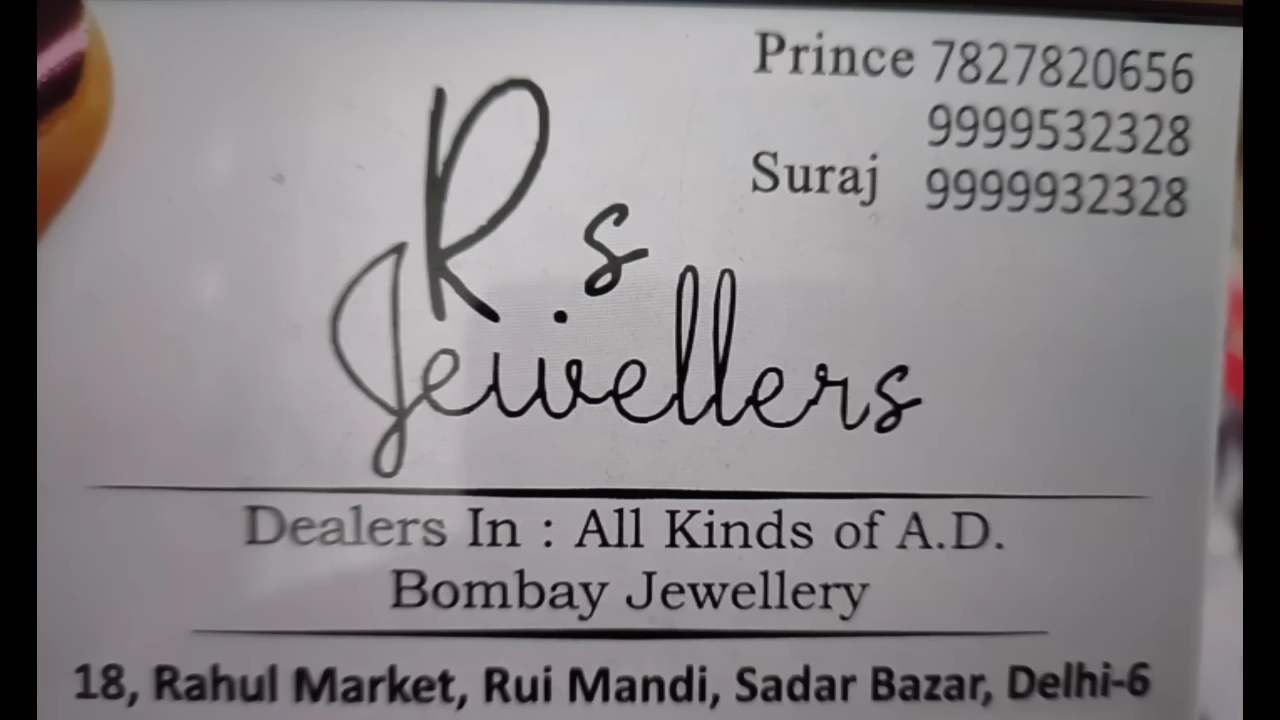 Prince 7827820656
9999532328
Suraj 9999932328
Rs
Jewellers
Dealers In : All Kinds of A.D.
Bombay Jewellery
18, Rahul Market, Rui Mandi, Sadar Bazar, Delhi-6